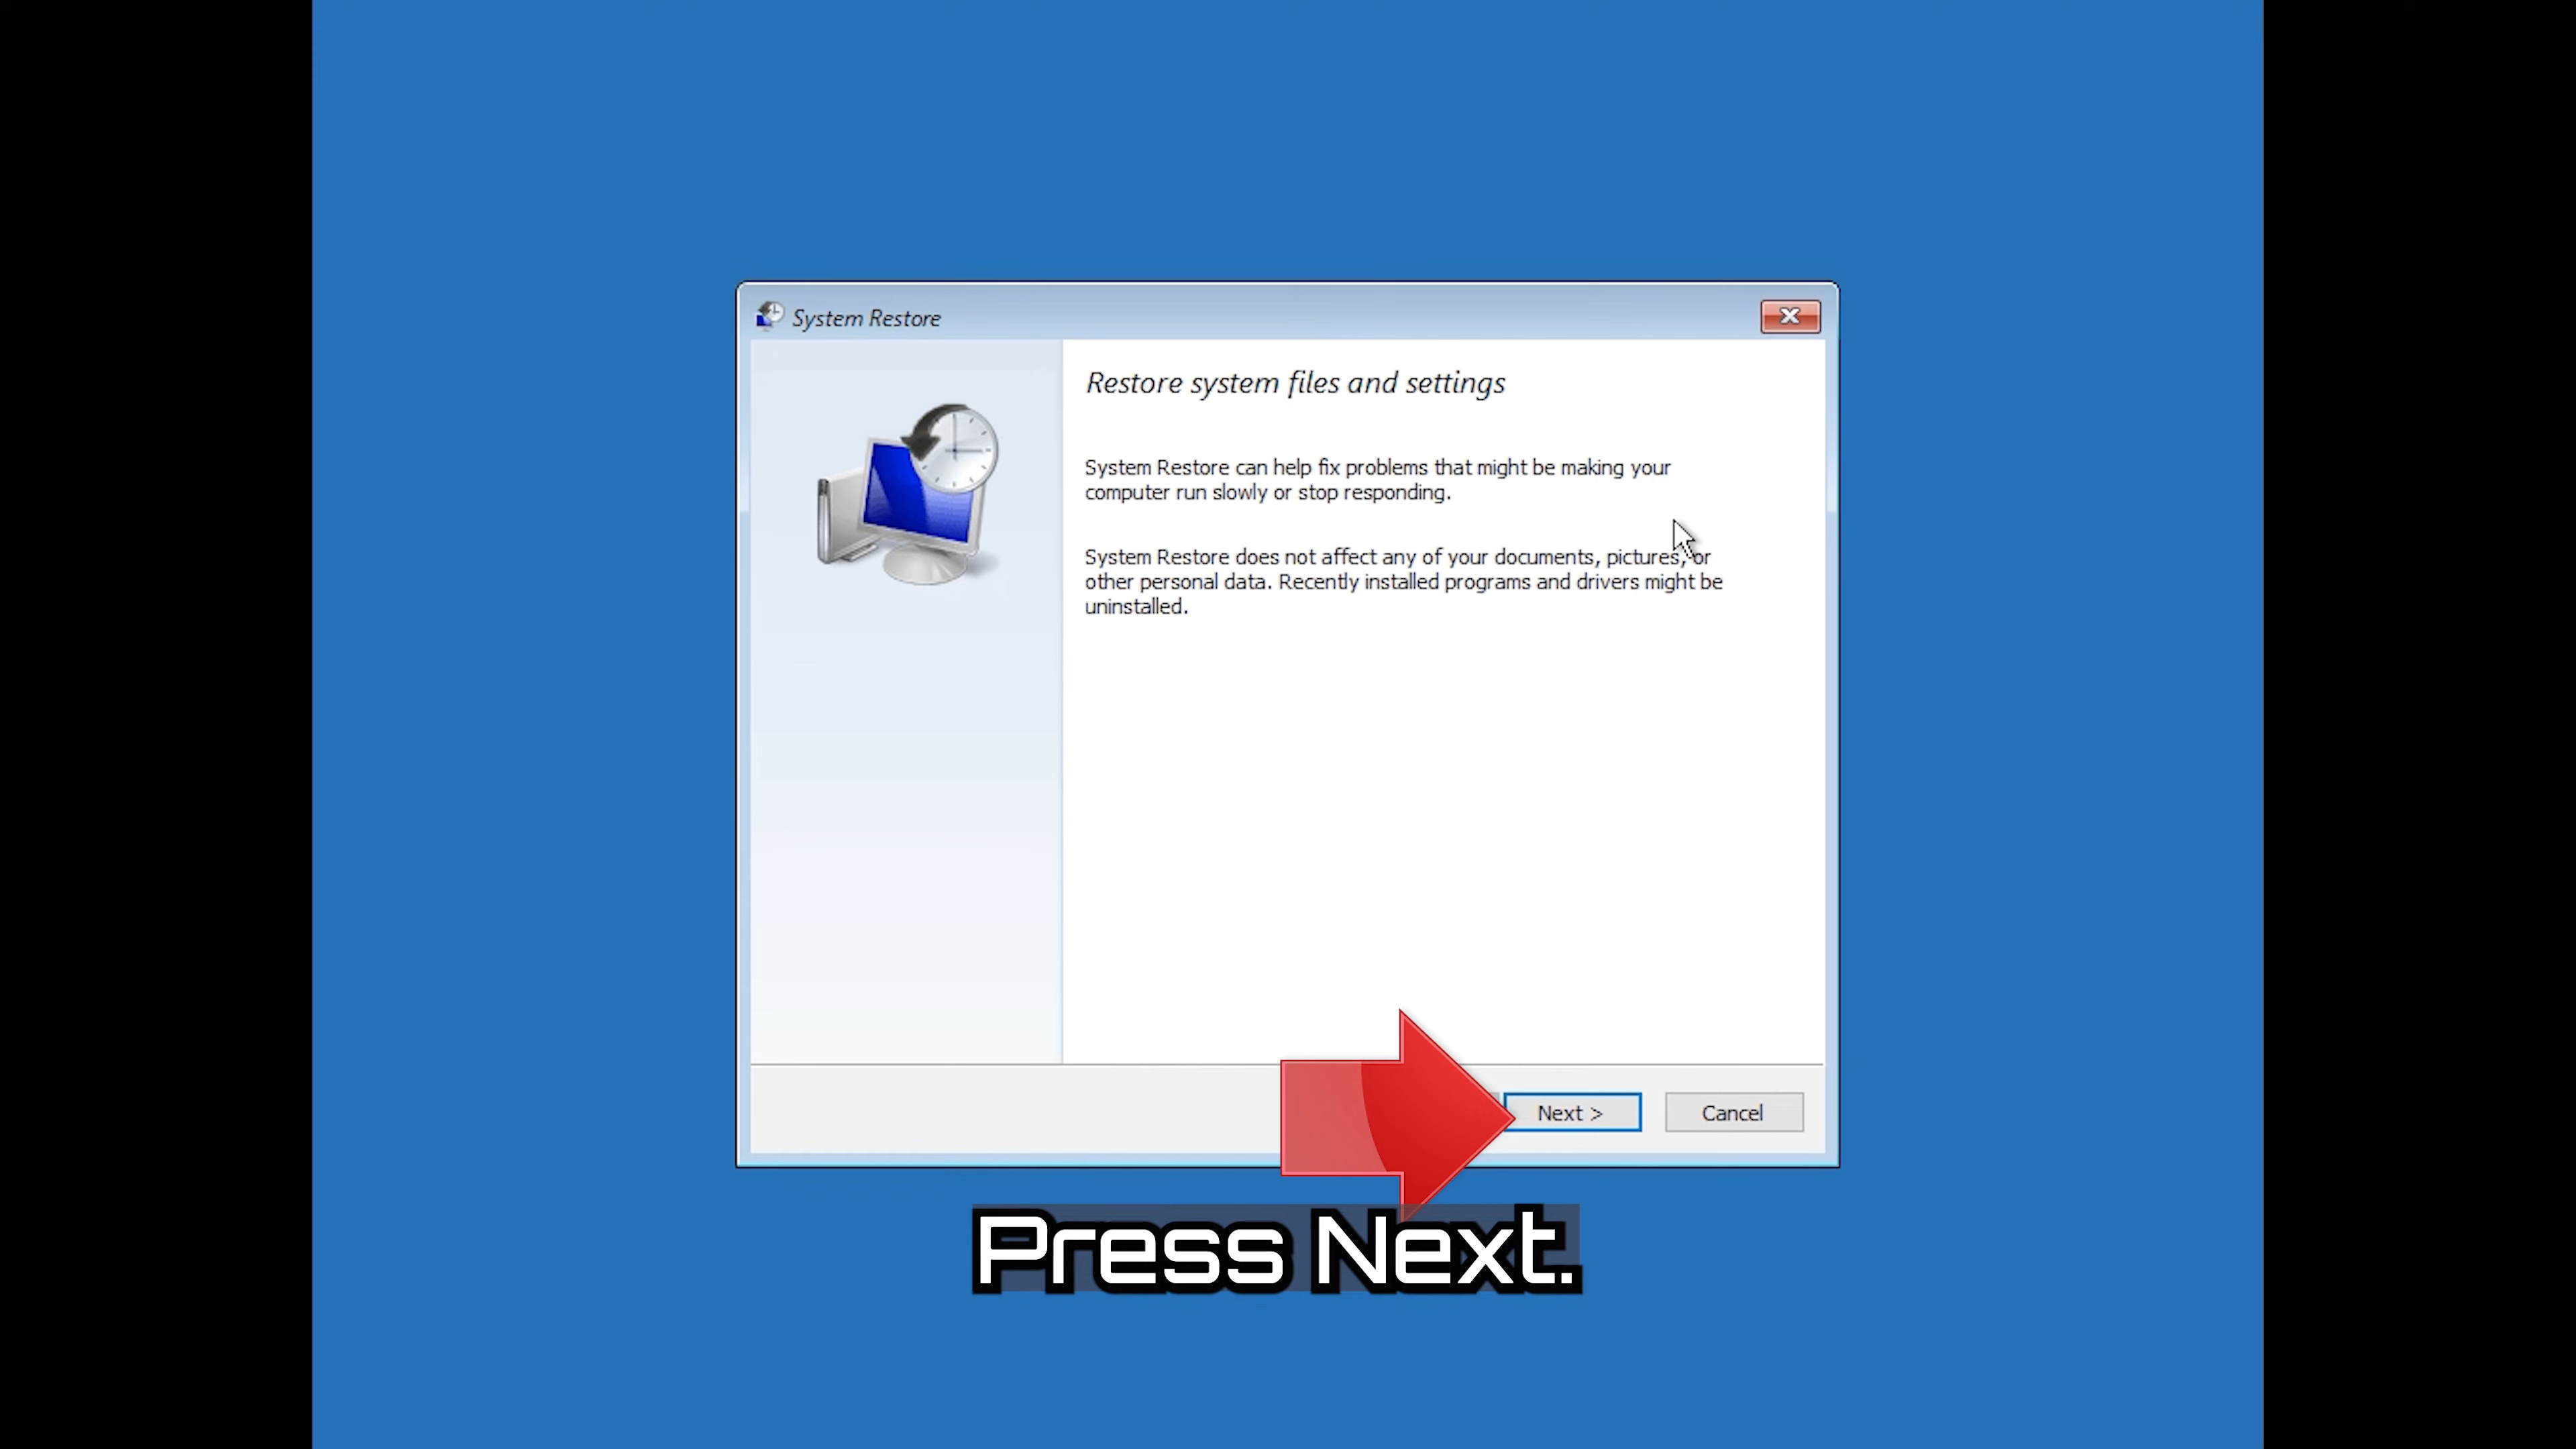 System Restore
Restore system files and settings
System Restore can help fix problems that might be making your
computer run slowly or stop responding.
System Restore does not affect any of your documents, pictures, or
other personal data. Recently installed programs and drivers might be
uninstalled.
Next >
Cancel
Press Next.